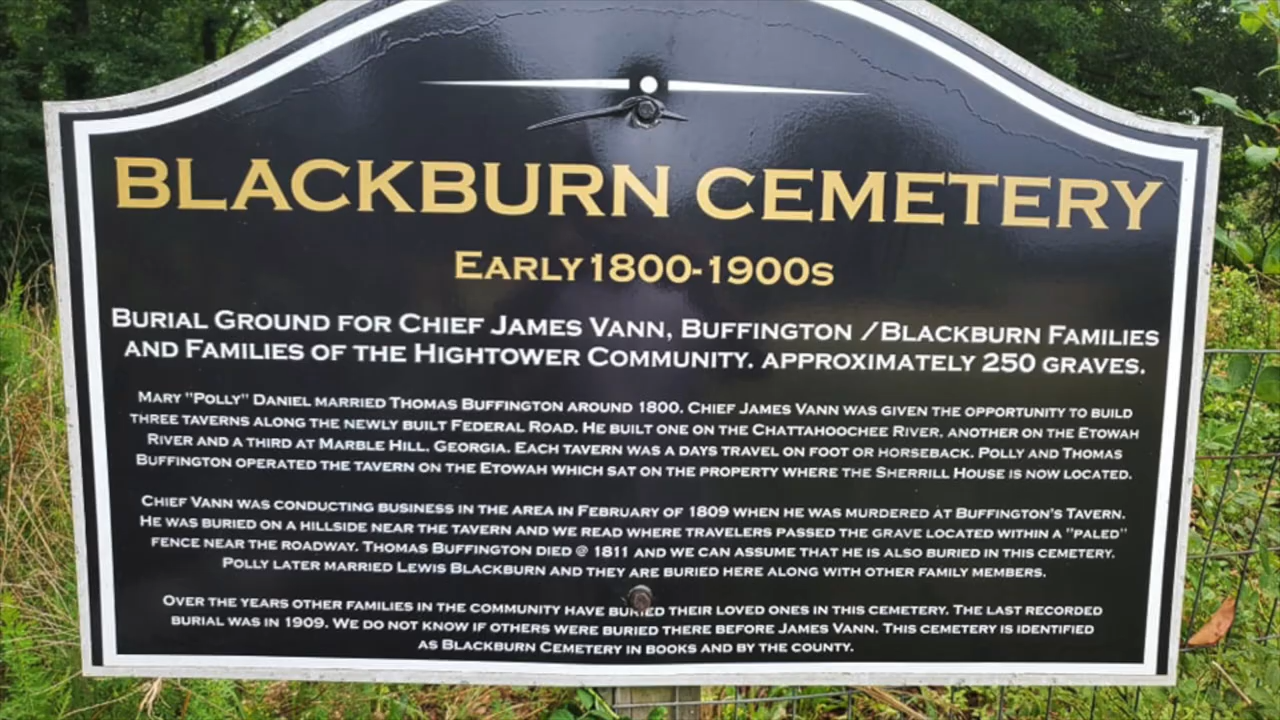 BLACKBURN CEMETERY
EARLY 1800-1900S
BURIAL GROUND FOR CHIEF JAMES VANN, BUFFINGTON /BLACKBURN FAMILIES
AND FAMILIES OF THE HIGHTOWER COMMUNITY. APPROXIMATELY 250 GRAVES.
MARY "POLLY" DANIEL MARRIED THOMAS BUFFINGTON AROUND 1800. CHIEF JAMES VANN WAS GIVEN THE OPPORTUNITY TO BUILD
THREE TAVERNS ALONG THE NEWLY BUILT FEDERAL ROAD. HE BUILT ONE ON THE CHATTAHOOCHEE RIVER, ANOTHER ON THE ETOWAH
RIVER AND A THIRD AT MARBLE HILL, GEORGIA. EACH TAVERN WAS A DAYS TRAVEL ON FOOT OR HORSEBACK. POLLY AND THOMAS
BUFFINGTON OPERATED THE TAVERN ON THE ETOWAH WHICH SAT ON THE PROPERTY WHERE THE SHERRILL HOUSE IS NOW LOCATED.
CHIEF VANN WAS CONDUCTING BUSINESS IN THE AREA IN FEBRUARY OF 1809 WHEN HE WAS MURDERED AT BUFFINGTON'S TAVERN.
HE WAS BURIED ON A HILLSIDE NEAR THE TAVERN AND WE READ WHERE TRAVELERS PASSED THE GRAVE LOCATED WITHIN A "PALED"
FENCE NEAR THE ROADWAY. THOMAS BUFFINGTON DIED @ 1811 AND WE CAN ASSUME THAT HE IS ALSO BURIED IN THIS CEMETERY.
POLLY LATER MARRIED LEWIS BLACKBURN AND THEY ARE BURIED HERE ALONG WITH OTHER FAMILY MEMBERS.
OVER THE YEARS OTHER FAMILIES IN THE COMMUNITY HAVE BURIED THEIR LOVED ONES IN THIS CEMETERY. THE LAST RECORDED
BURIAL WAS IN 1909. WE DO NOT KNOW IF OTHERS WERE BURIED THERE BEFORE JAMES VANN. THIS CEMETERY IS IDENTIFIED
AS BLACKBURN CEMETERY IN BOOKS AND BY THE COUNTY.